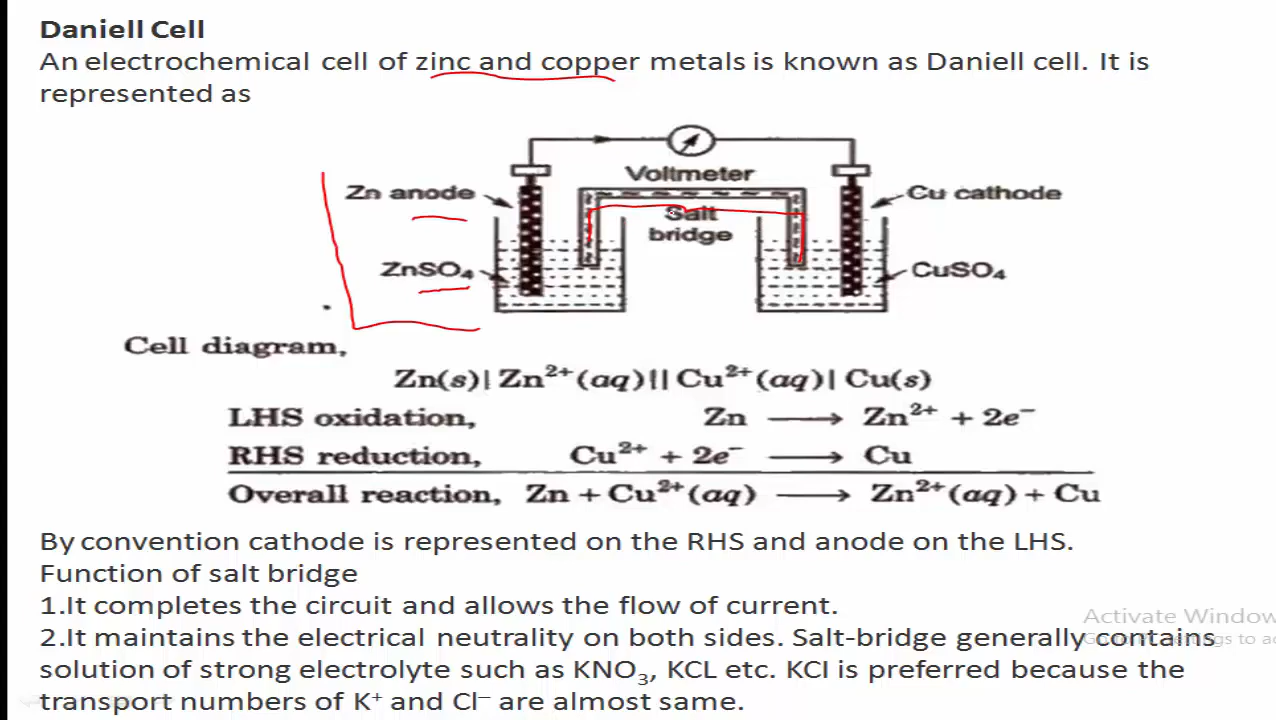 Daniell Cell
An electrochemical cell of zinc and copper metals is known as Daniell cell. It is
represented as
Voltmeter
Zn anode
Cu cathode
Salt
bridge
ZnSO₄
CuSO₄
Cell diagram,
Zn(s)| Zn²⁺(aq)|| Cu²⁺(aq)| Cu(s)
LHS oxidation, Zn ⟶ Zn²⁺ + 2e⁻
RHS reduction, Cu²⁺ + 2e⁻ ⟶ Cu
Overall reaction, Zn + Cu²⁺(aq) ⟶ Zn²⁺(aq) + Cu
By convention cathode is represented on the RHS and anode on the LHS.
Function of salt bridge
1.It completes the circuit and allows the flow of current.
Activate Window
2.It maintains the electrical neutrality on both sides. Salt-bridge generally contains
solution of strong electrolyte such as KNO₃, KCL etc. KCI is preferred because the
transport numbers of K⁺ and Cl⁻ are almost same.